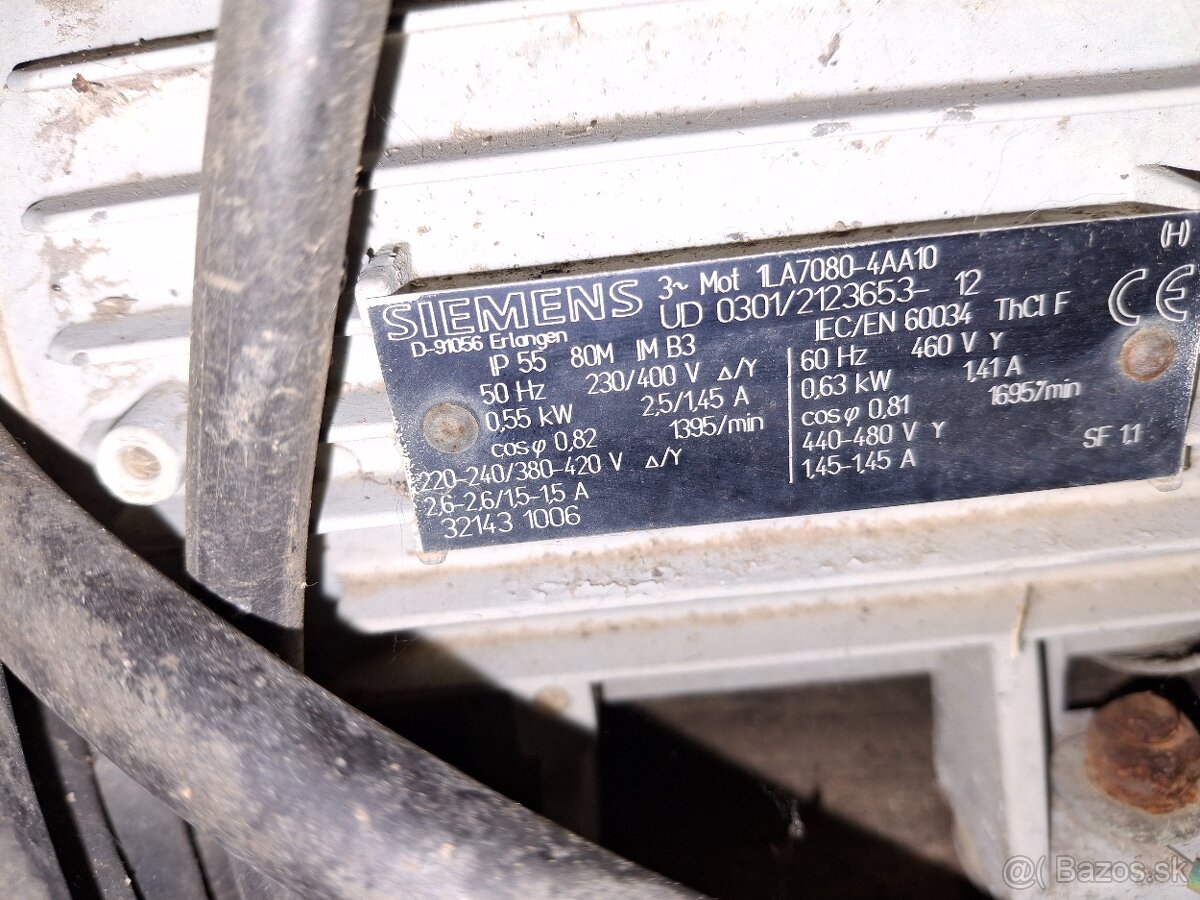 SIEMENS 3~ Mot 1LA7080-4AA10 (H)
D-91056 Erlangen UD 0301/2123653- 12
IP 55 80M IM B3 IEC/EN 60034 ThCl F CE
50 Hz 230/400 V Δ/Y
0,55 kW 2,5/1,45 A
cosφ 0,82 1395/min
220-240/380-420 V Δ/Y
2,6-2,6/1,5-1,5 A
32143 1006
60 Hz 460 V Y
0,63 kW 1,41 A
cosφ 0,81 1695/min
440-480 V Y
1,45-1,45 A SF 1.1
@( Bazos.sk